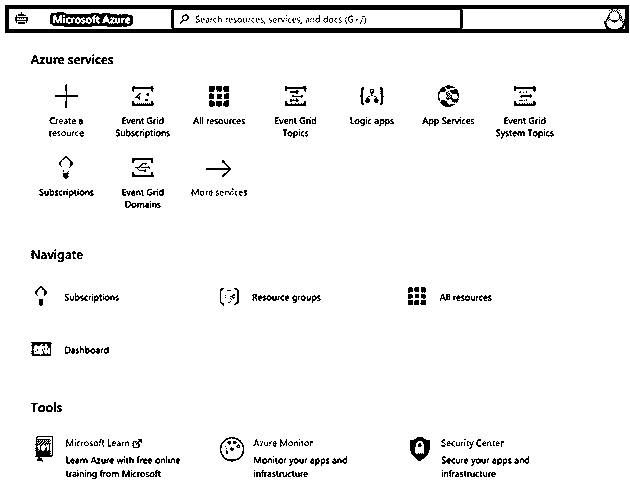 Microsoft Azure
Search resources, services, and docs (G+/)
Azure services
Create a resource
Event Grid Subscriptions
All resources
Event Grid Topics
Logic apps
App Services
Event Grid System Topics
Subscriptions
Event Grid Domains
More services
Navigate
Subscriptions
Resource groups
All resources
Dashboard
Tools
Microsoft Learn
Learn Azure with free online
training from Microsoft
Azure Monitor
Monitor your apps and
infrastructure
Security Center
Secure your apps and
infrastructure